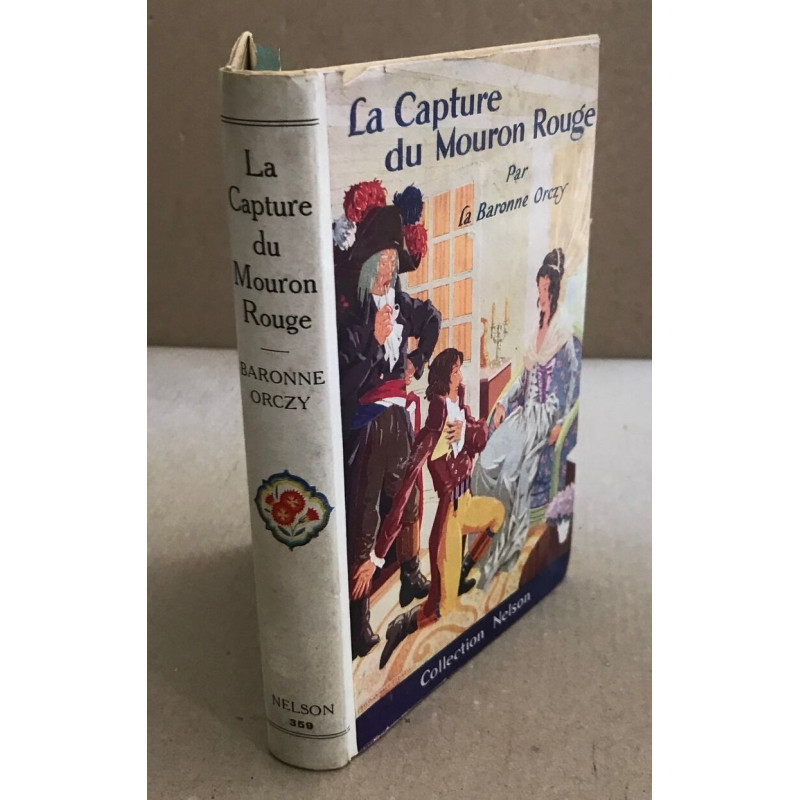 La
Capture
du
Mouron
Rouge
BARONNE
ORCZY
NELSON
359
La Capture
du Mouron Rouge
Par
la Baronne Orczy
Collection Nelson